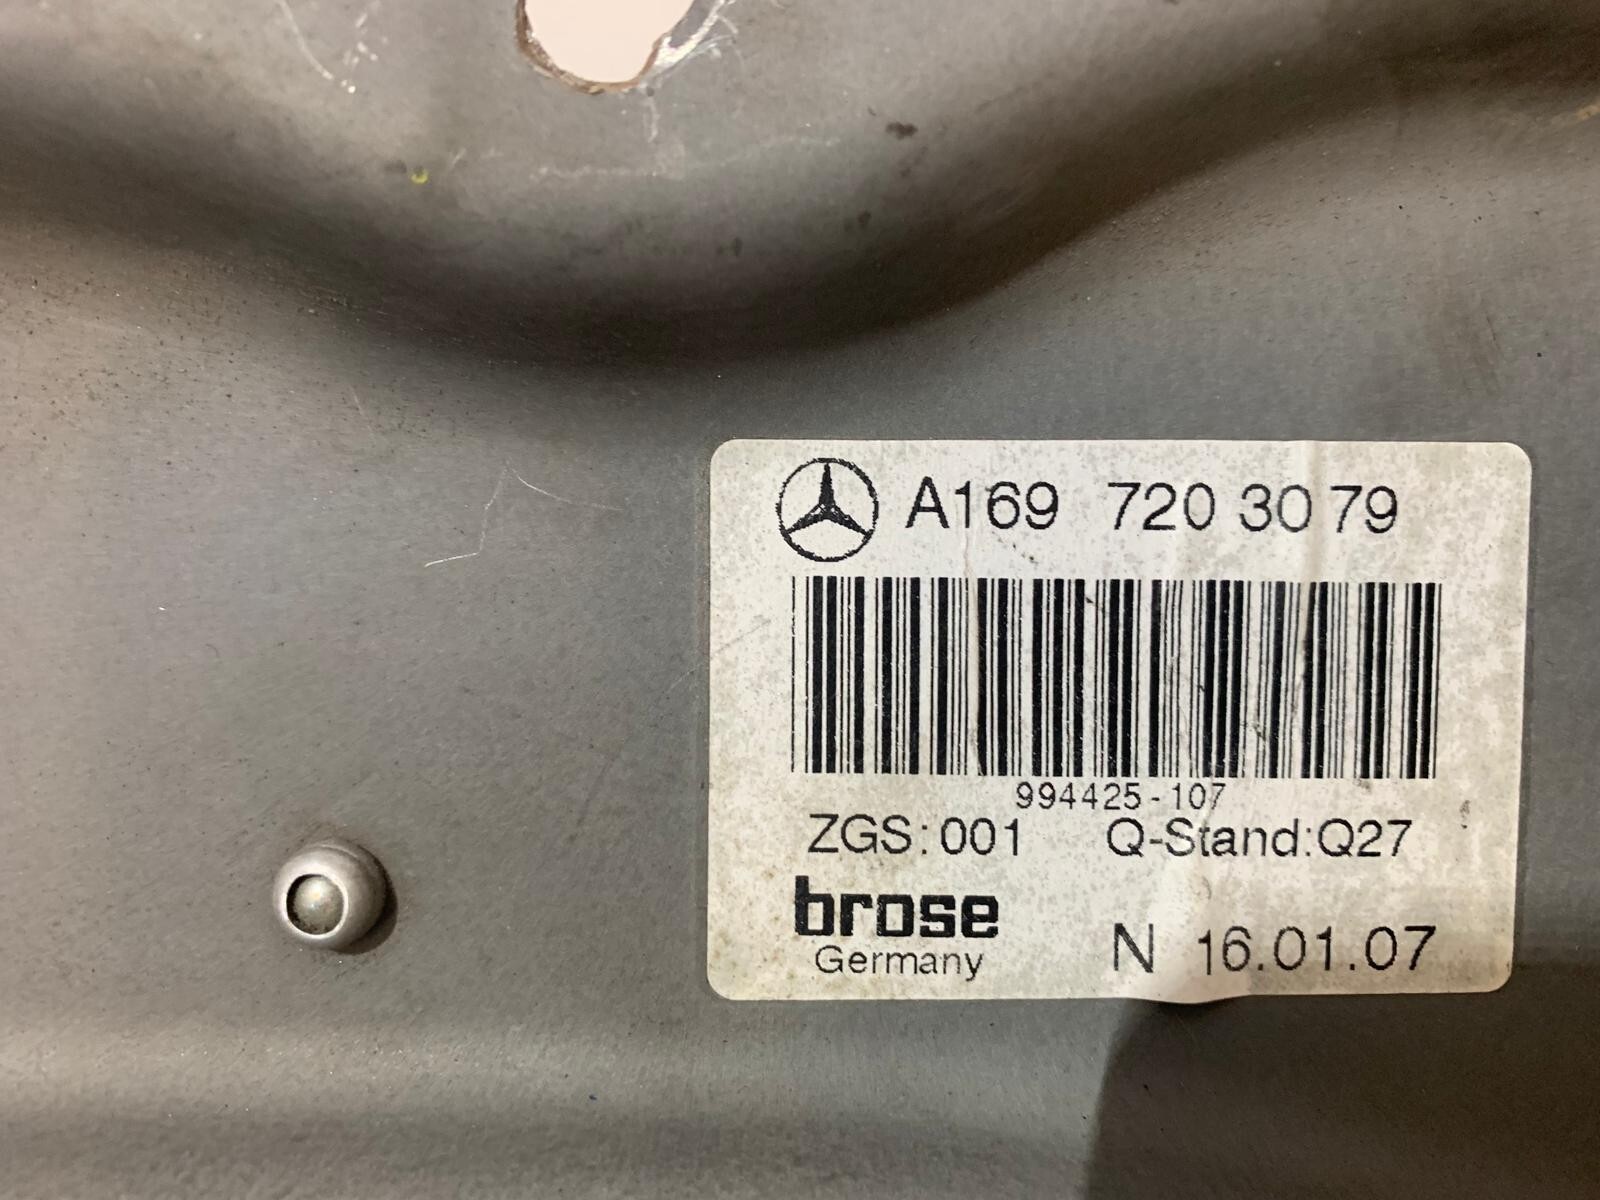 A169 720 30 79
994425-107
ZGS:001 Q-Stand:Q27
brose
Germany
N 16.01.07